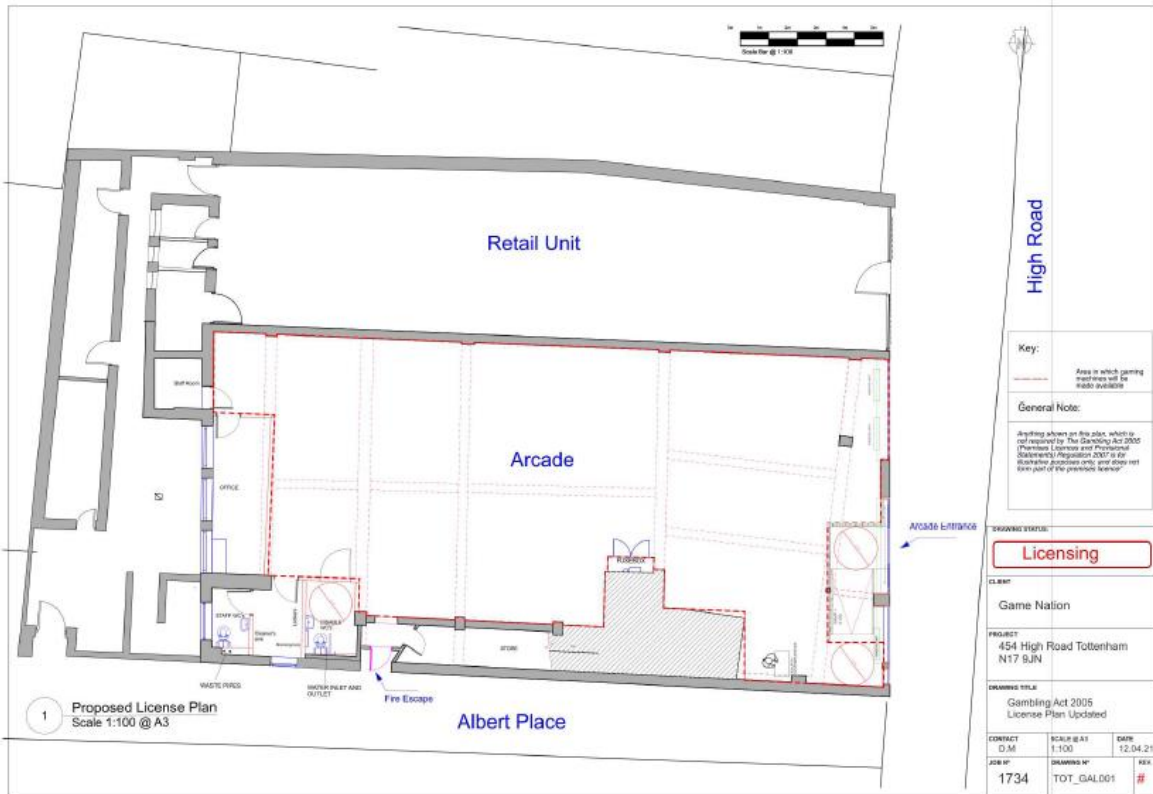 Scale Bar @ 1:100
N
Retail Unit
High Road
Key:
Area in which gaming
machines will be
made available
General Note:
Anything shown on this plan, which is
not required by The Gambling Act 2005
(Premises Licences and Provisional
Statements) Regulation 2007 is for
illustrative purposes only, and does not
form part of the premises licence"
Staff Room
Arcade
OFFICE
Arcade Entrance
FUSEBOX
STAFF WC
STORE
WASTE PIPES
WATER INLET AND
OUTLET
Fire Escape
Albert Place
1
Proposed License Plan
Scale 1:100 @ A3
DRAWING STATUS:
Licensing
CLIENT
Game Nation
PROJECT
454 High Road Tottenham
N17 9JN
DRAWING TITLE
Gambling Act 2005
License Plan Updated
CONTACT
D.M
SCALE @ A3
1:100
DATE
12.04.21
JOB Nº
1734
DRAWING Nº
TOT_GAL001
REV
#